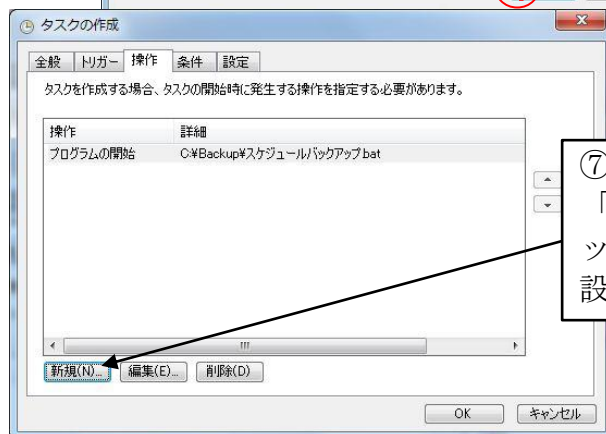 タスクの作成
全般 トリガー 操作 条件 設定
タスクを作成する場合、タスクの開始時に発生する操作を指定する必要があります。
操作 詳細
プログラムの開始 C:¥Backup¥スケジュールバックアップ.bat
⑦
「
ッ
設
新規(N)... 編集(E)... 削除(D)
OK キャンセル